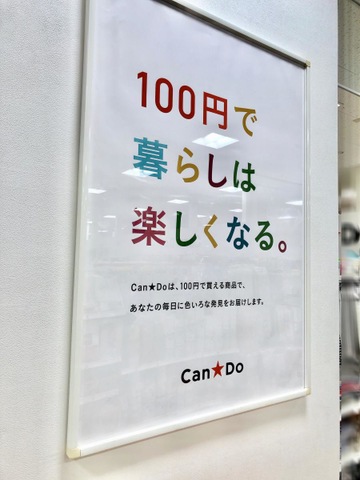 100円で
暮らしは
楽しくなる。
Can★Doは、100円で買える商品で、
あなたの毎日に色いろな発見をお届けします。
Can★Do